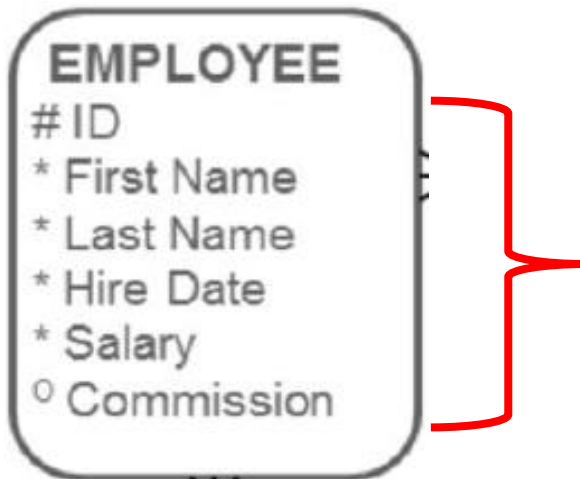 EMPLOYEE
# ID
* First Name
* Last Name
* Hire Date
* Salary
o Commission